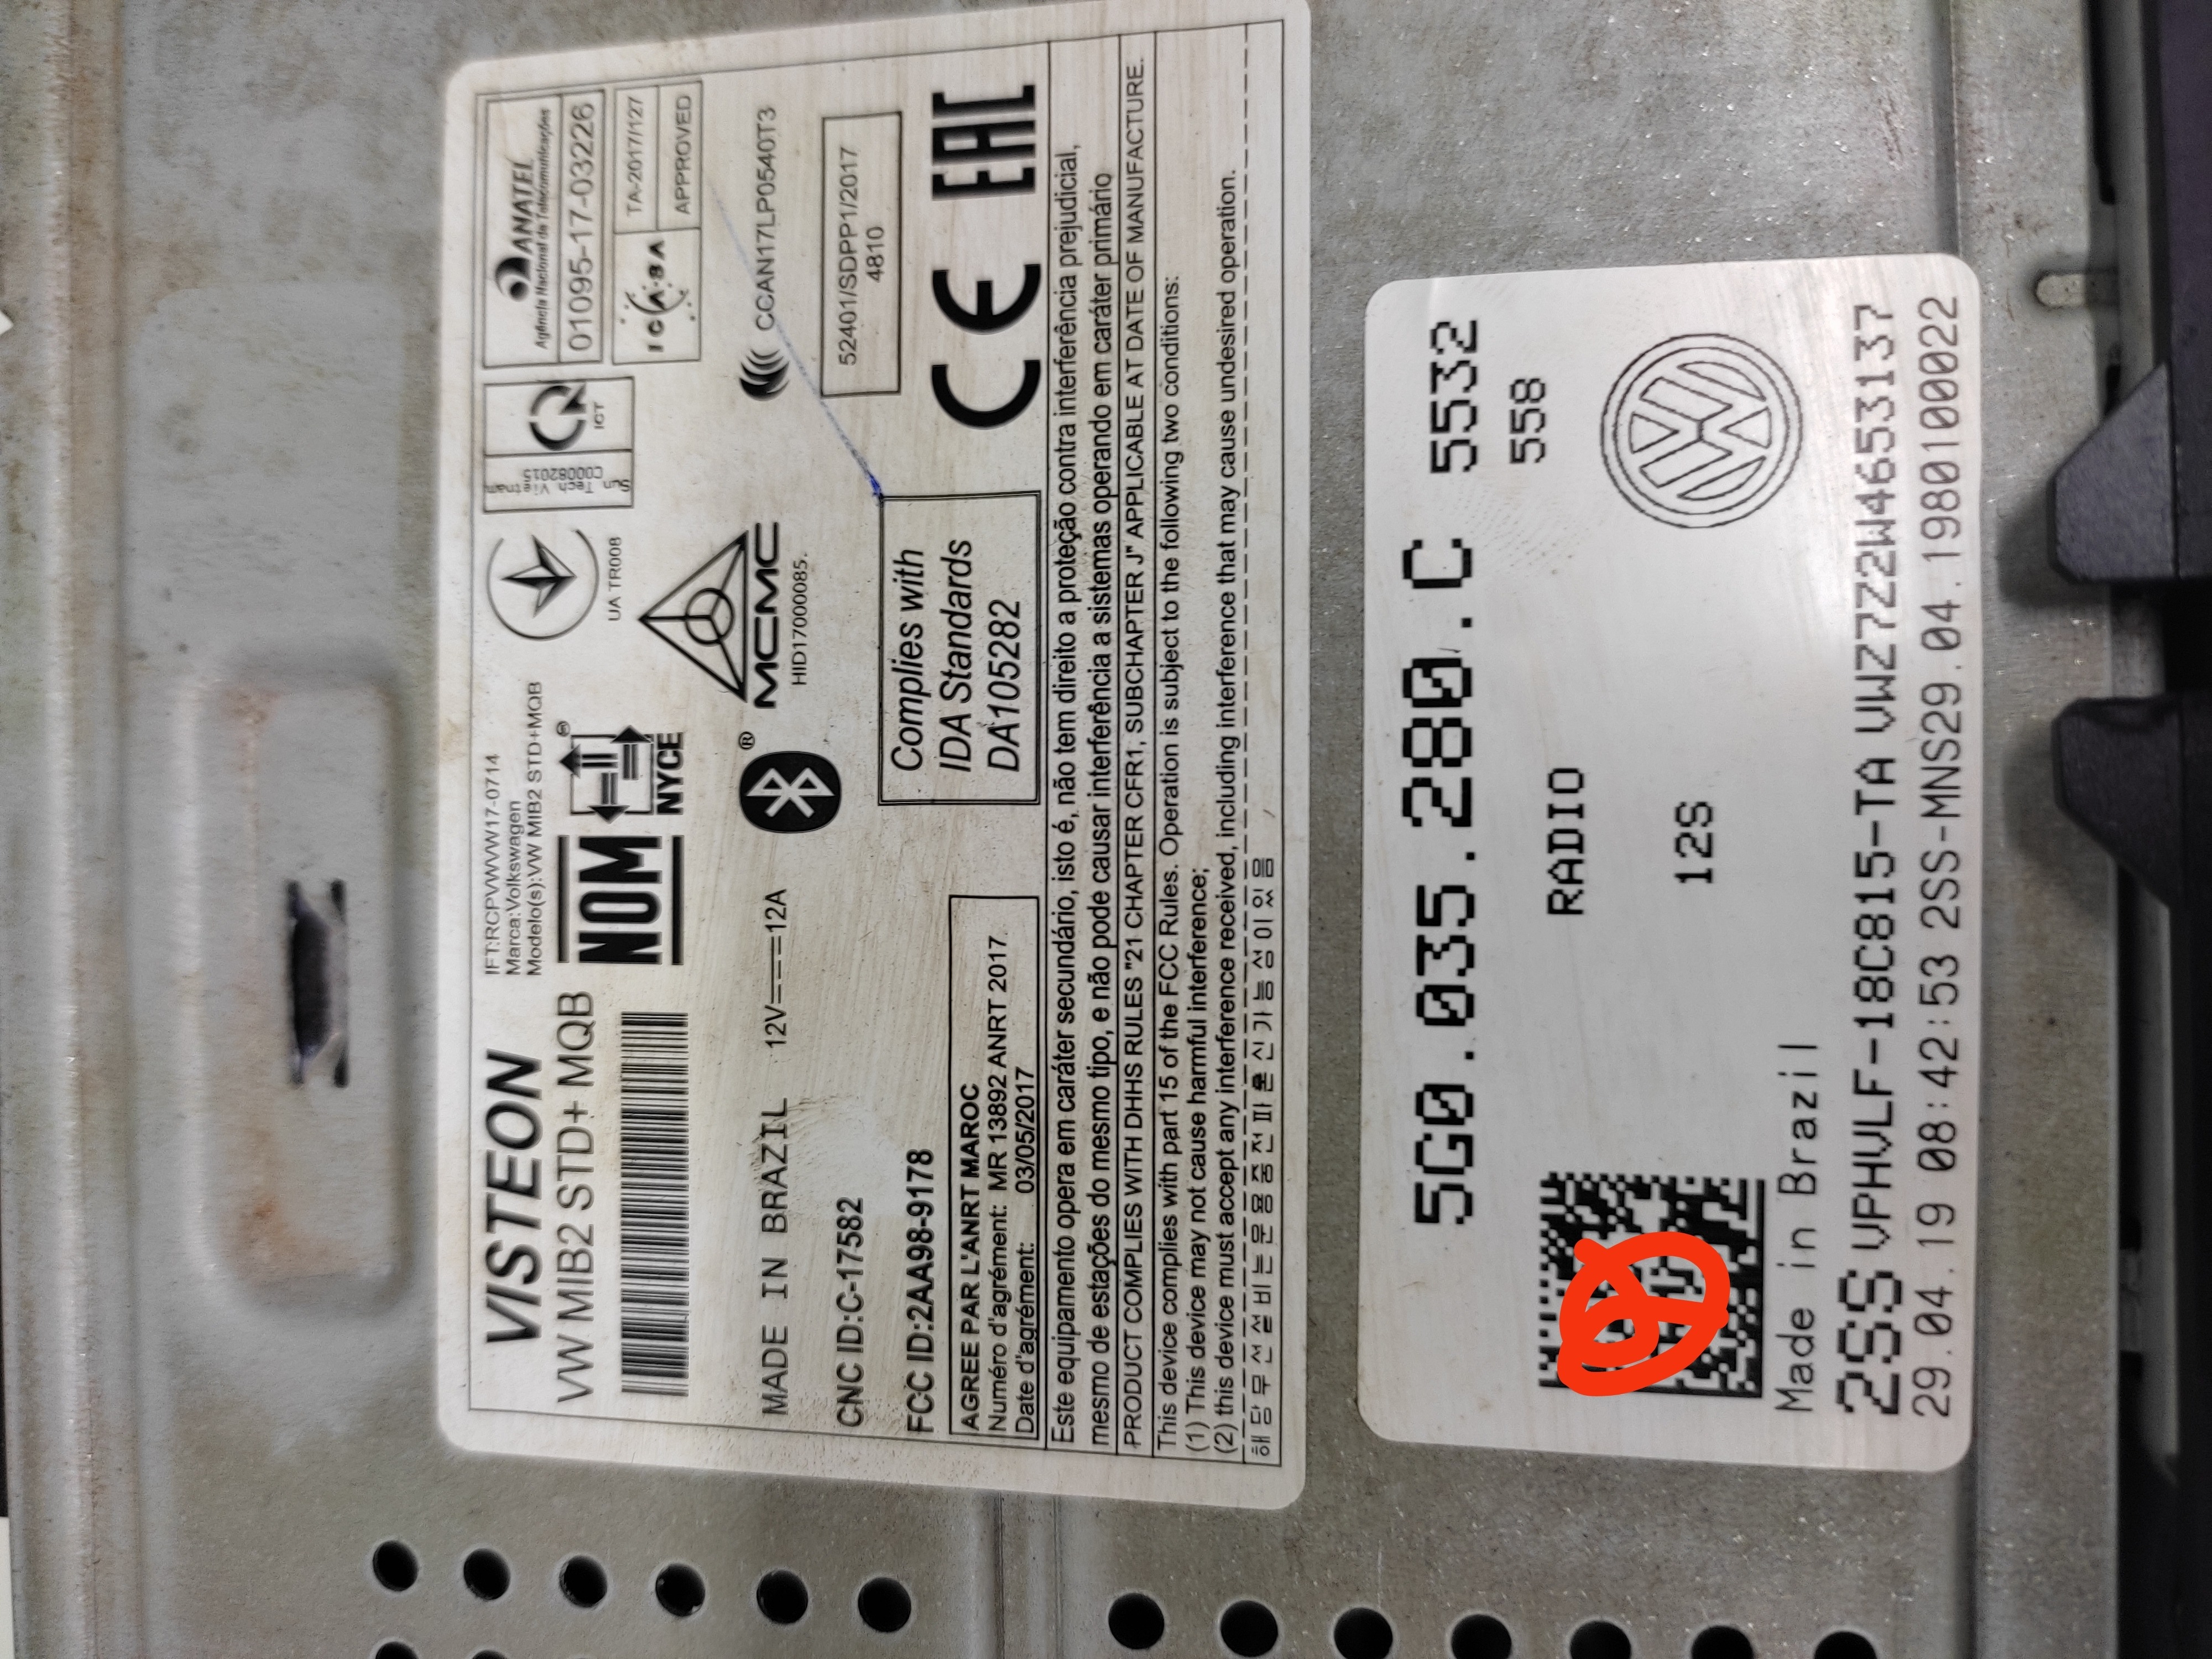 VISTEON
VW MIB2 STD+ MQB
IFT:RCPVWVW17-0714
Marca:Volkswagen
Modelo(s):VW MIB2 STD+MQB
NOM
NYCE
UA TR008
Sun Tech Vietnam
C00082015
ICT
ANATEL
Agência Nacional de Telecomunicações
01095-17-03226
ICASA
TA-2017/127
APPROVED
MADE IN BRAZIL
12V 12A
MCMC
HID17000085.
CCAN17LP0540T3
CNC ID:C-17582
52401/SDPP1/2017
4810
FCC ID:2AA98-9178
Complies with
IDA Standards
DA105282
CE EAC
AGREE PAR L'ANRT MAROC
Numéro d'agrément: MR 13892 ANRT 2017
Date d'agrément: 03/05/2017
Este equipamento opera em caráter secundário, isto é, não tem direito a proteção contra interferência prejudicial,
mesmo de estações do mesmo tipo, e não pode causar interferência a sistemas operando em caráter primário
PRODUCT COMPLIES WITH DHHS RULES "21 CHAPTER CFR1, SUBCHAPTER J" APPLICABLE AT DATE OF MANUFACTURE.
This device complies with part 15 of the FCC Rules. Operation is subject to the following two conditions:
(1) This device may not cause harmful interference;
(2) this device must accept any interference received, including interference that may cause undesired operation.
해당무선설비는운용중전파혼신가능성이있음
5G0.035.280.C 5532
558
RADIO
12S
Made in Brazil
2SS VPHVLF-18C815-TA VWZ7Z2W4653137
29.04.19 08:42:53 2SS-MNS29.04.1980100022